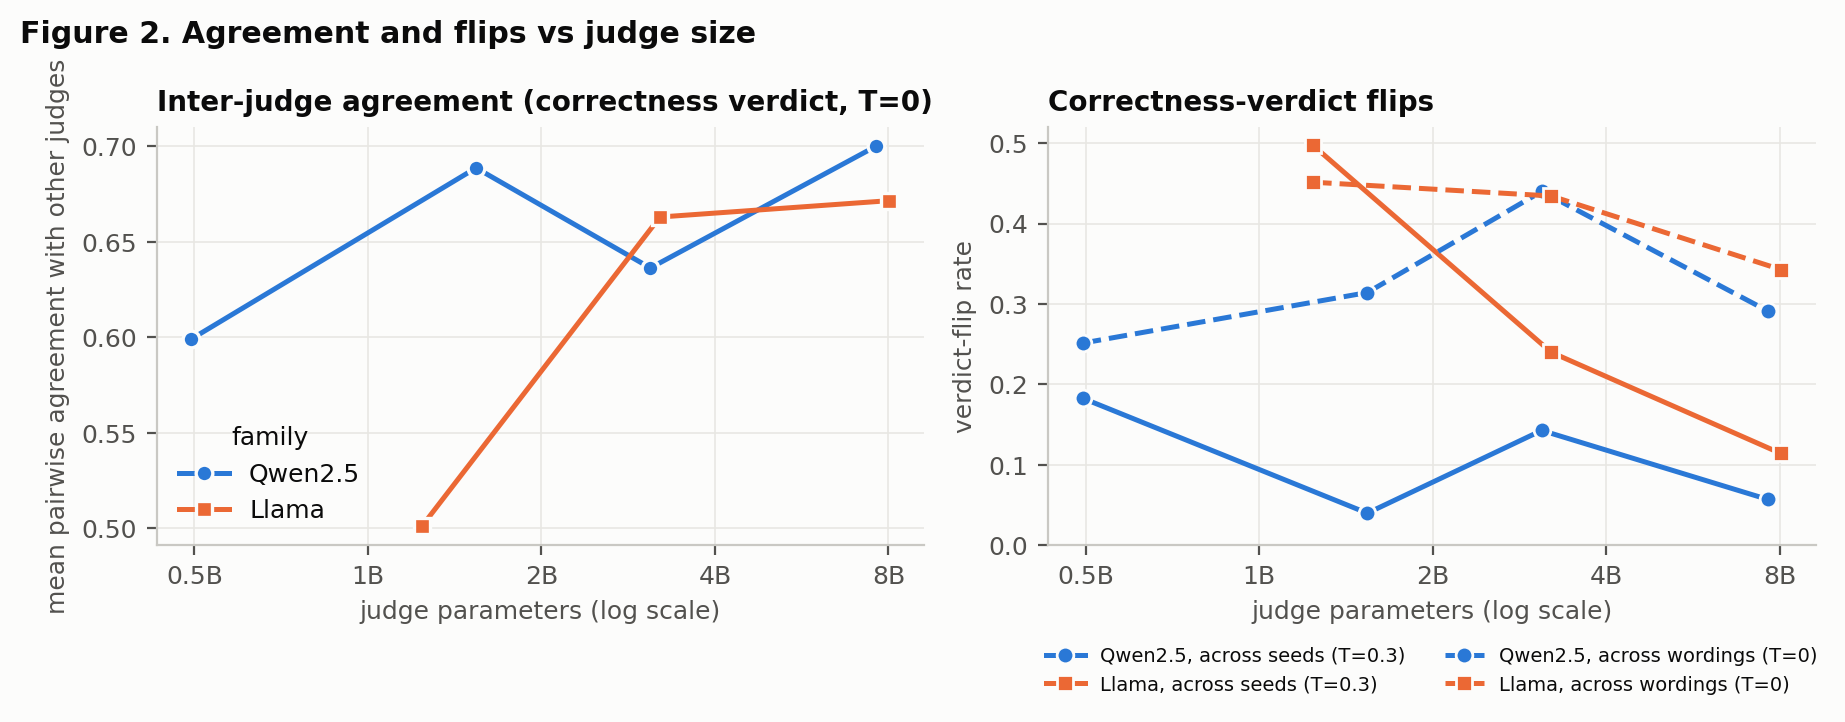 Figure 2. Agreement and flips vs judge size
Inter-judge agreement (correctness verdict, T=0)
mean pairwise agreement with other judges
0.70
0.65
0.60
0.55
0.50
family
Qwen2.5
Llama
0.5B
1B
2B
4B
8B
judge parameters (log scale)
Correctness-verdict flips
verdict-flip rate
0.5
0.4
0.3
0.2
0.1
0.0
0.5B
1B
2B
4B
8B
judge parameters (log scale)
Qwen2.5, across seeds (T=0.3)
Llama, across seeds (T=0.3)
Qwen2.5, across wordings (T=0)
Llama, across wordings (T=0)